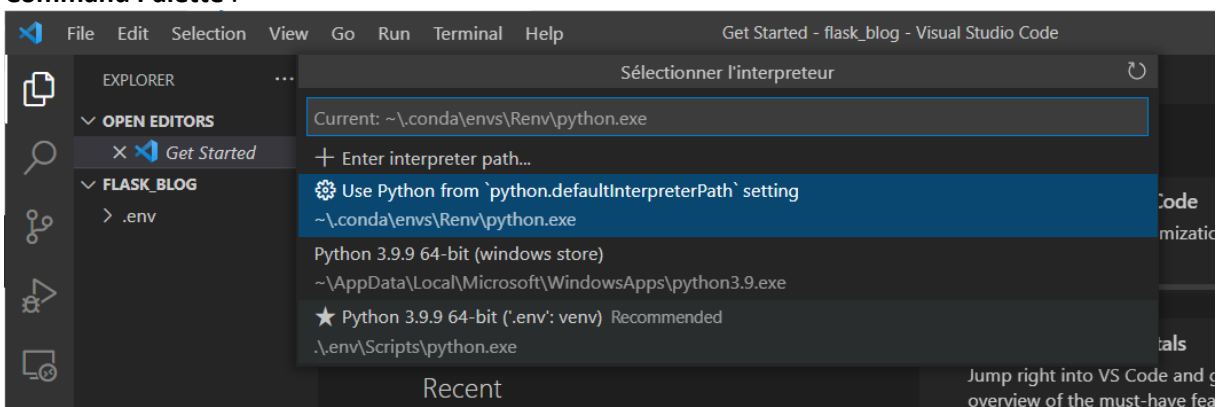 Command Palette :
File Edit Selection View Go Run Terminal Help Get Started - flask_blog - Visual Studio Code
EXPLORER ...
Sélectionner l'interpreteur
OPEN EDITORS
Get Started
FLASK_BLOG
.env
Current: ~\.conda\envs\Renv\python.exe
Enter interpreter path...
Use Python from `python.defaultInterpreterPath` setting
~\.conda\envs\Renv\python.exe
Python 3.9.9 64-bit (windows store)
~\AppData\Local\Microsoft\WindowsApps\python3.9.exe
Python 3.9.9 64-bit ('.env': venv) Recommended
.\env\Scripts\python.exe
Recent
Code
mizatic
tals
Jump right into VS Code and g
overview of the must-have fea